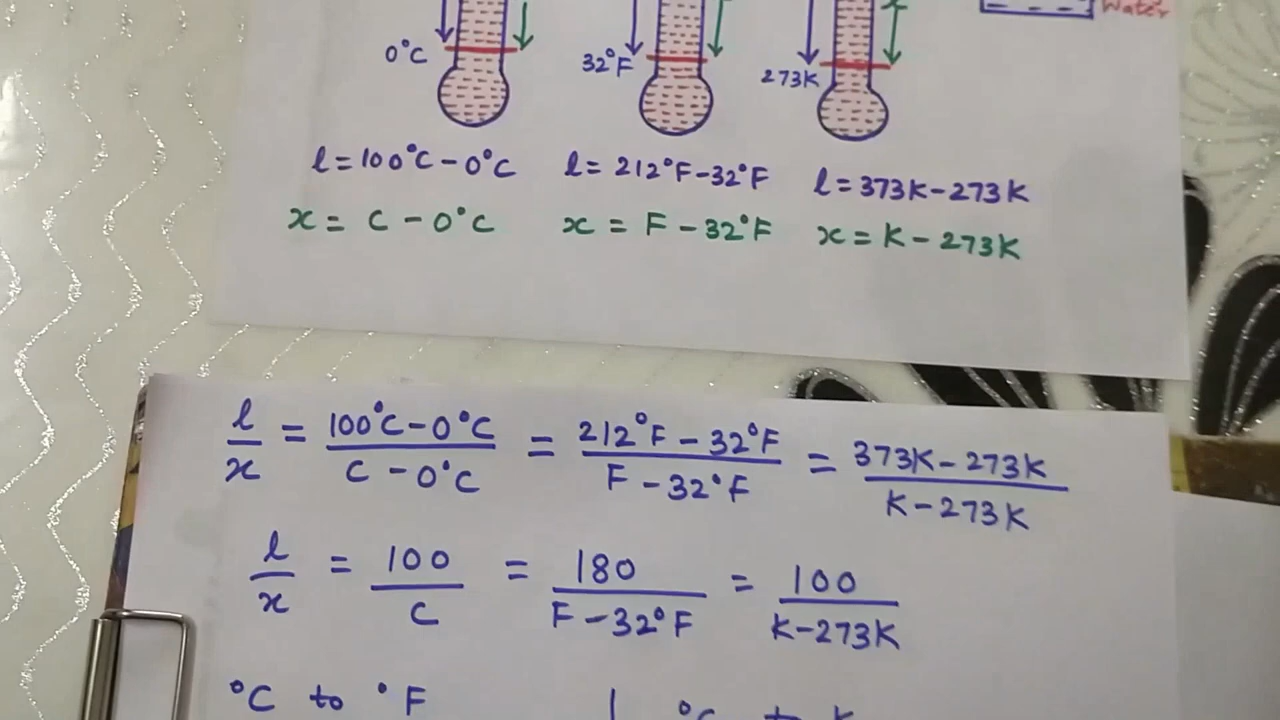 Water
0°C
32°F
273K
l = 100°C - 0°C
l = 212°F - 32°F
l = 373K - 273K
x = C - 0°C
x = F - 32°F
x = K - 273K
l/x = 100°C - 0°C / C - 0°C = 212°F - 32°F / F - 32°F = 373K - 273K / K - 273K
l/x = 100 / C = 180 / F - 32°F = 100 / K - 273K
°C to °F
°C to K